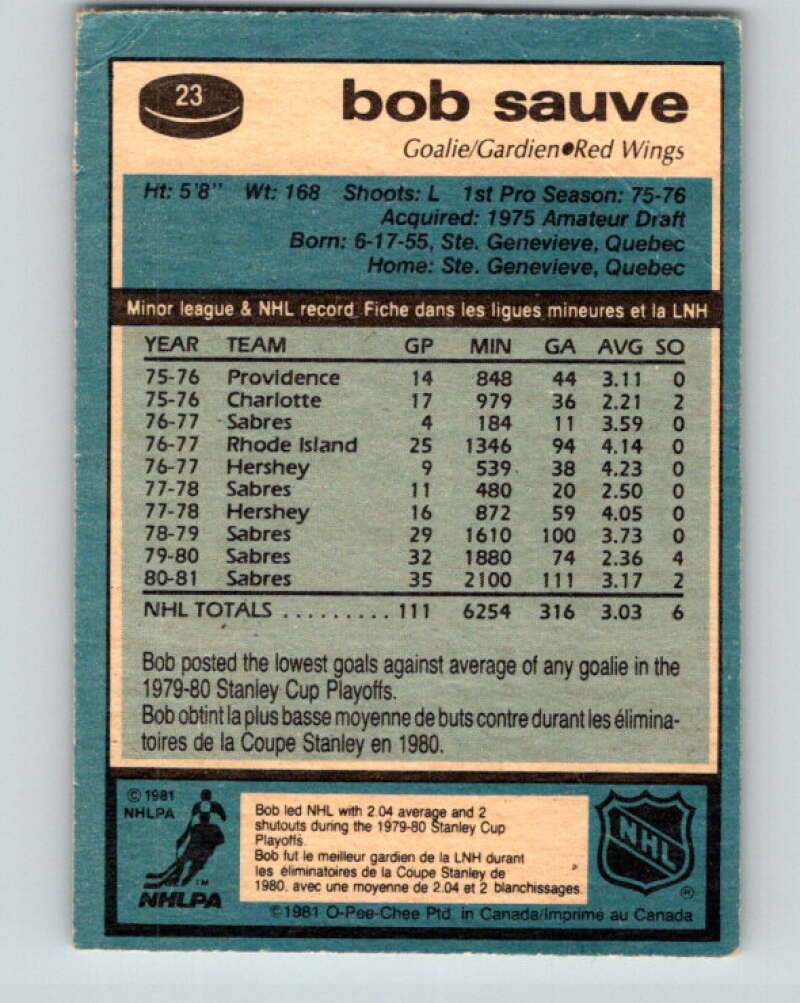 23
bob sauve
Goalie/Gardien●Red Wings
Ht: 5'8" Wt: 168 Shoots: L 1st Pro Season: 75-76
Acquired: 1975 Amateur Draft
Born: 6-17-55, Ste. Genevieve, Quebec
Home: Ste. Genevieve, Quebec
Minor league & NHL record Fiche dans les ligues mineures et la LNH
YEAR TEAM GP MIN GA AVG SO
75-76 Providence 14 848 44 3.11 0
75-76 Charlotte 17 979 36 2.21 2
76-77 Sabres 4 184 11 3.59 0
76-77 Rhode Island 25 1346 94 4.14 0
76-77 Hershey 9 539 38 4.23 0
77-78 Sabres 11 480 20 2.50 0
77-78 Hershey 16 872 59 4.05 0
78-79 Sabres 29 1610 100 3.73 0
79-80 Sabres 32 1880 74 2.36 4
80-81 Sabres 35 2100 111 3.17 2
NHL TOTALS .......... 111 6254 316 3.03 6
Bob posted the lowest goals against average of any goalie in the
1979-80 Stanley Cup Playoffs.
Bob obtint la plus basse moyenne de buts contre durant les élimina-
toires de la Coupe Stanley en 1980.
© 1981
NHLPA
TM
NHLPA
Bob led NHL with 2.04 average and 2
shutouts during the 1979-80 Stanley Cup
Playoffs.
Bob fut le meilleur gardien de la LNH durant
les éliminatoires de la Coupe Stanley de
1980. avec une moyenne de 2.04 et 2 blanchissages.
NHL
®
©1981 O-Pee-Chee Ptd. in Canada/Imprimé au Canada